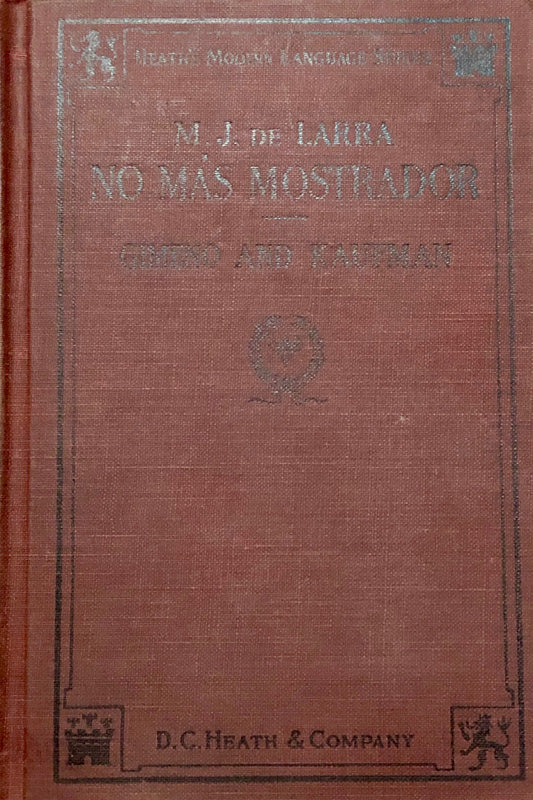 HEATH'S MODERN LANGUAGE SERIES
M. J. DE LARRA
NO MÁS MOSTRADOR
GIMENO AND KAUFMAN
D. C. HEATH & COMPANY